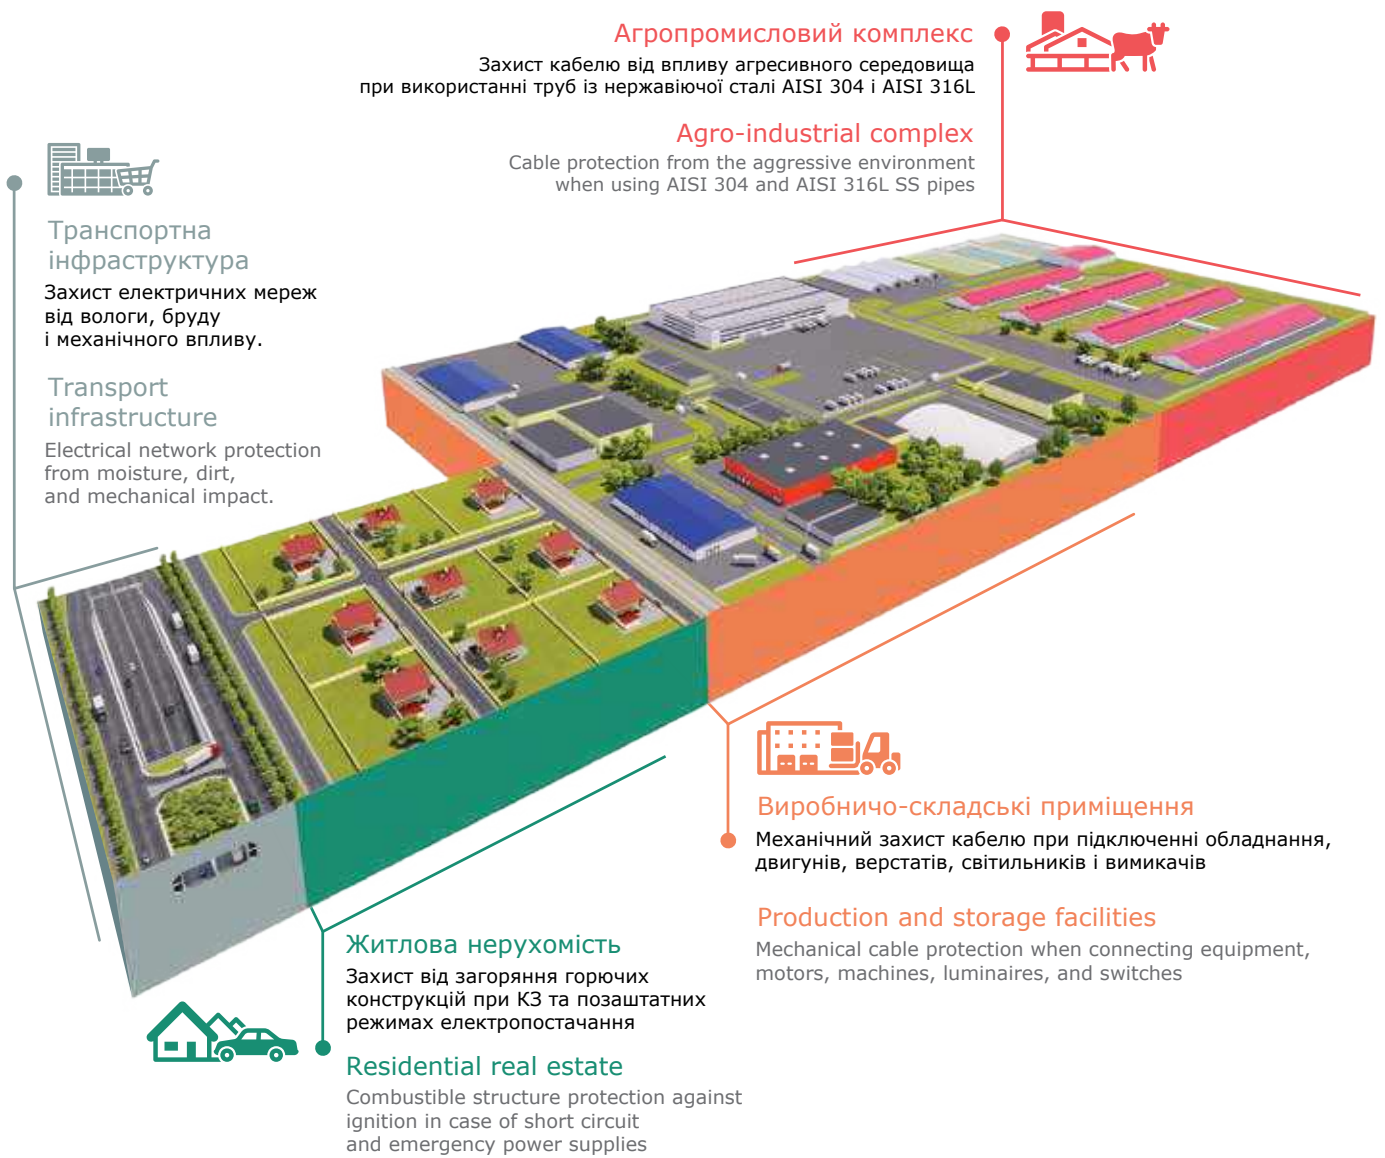 Агропромисловий комплекс
Захист кабелю від впливу агресивного середовища
при використанні труб із нержавіючої сталі AISI 304 і AISI 316L
Agro-industrial complex
Cable protection from the aggressive environment
when using AISI 304 and AISI 316L SS pipes
Транспортна
інфраструктура
Захист електричних мереж
від вологи, бруду
і механічного впливу.
Transport
infrastructure
Electrical network protection
from moisture, dirt,
and mechanical impact.
Виробничо-складські приміщення
Механічний захист кабелю при підключенні обладнання,
двигунів, верстатів, світильників і вимикачів
Production and storage facilities
Mechanical cable protection when connecting equipment,
motors, machines, luminaires, and switches
Житлова нерухомість
Захист від загоряння горючих
конструкцій при КЗ та позаштатних
режимах електропостачання
Residential real estate
Combustible structure protection against
ignition in case of short circuit
and emergency power supplies